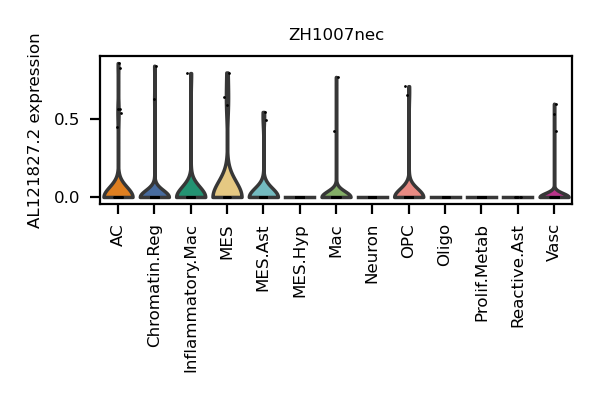 ZH1007nec
AL121827.2 expression
0.5
0.0
AC
Chromatin.Reg
Inflammatory.Mac
MES
MES.Ast
MES.Hyp
Mac
Neuron
OPC
Oligo
Prolif.Metab
Reactive.Ast
Vasc